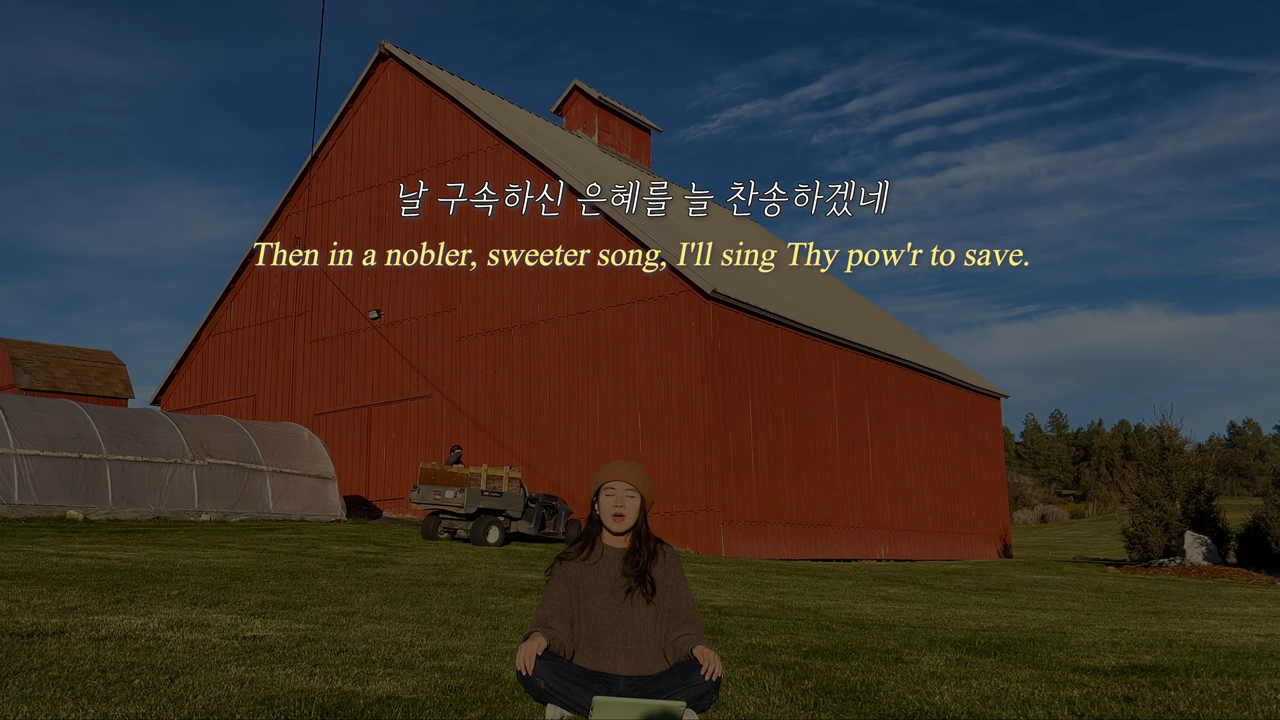 날 구속하신 은혜를 늘 찬송하겠네
Then in a nobler, sweeter song, I'll sing Thy pow'r to save.